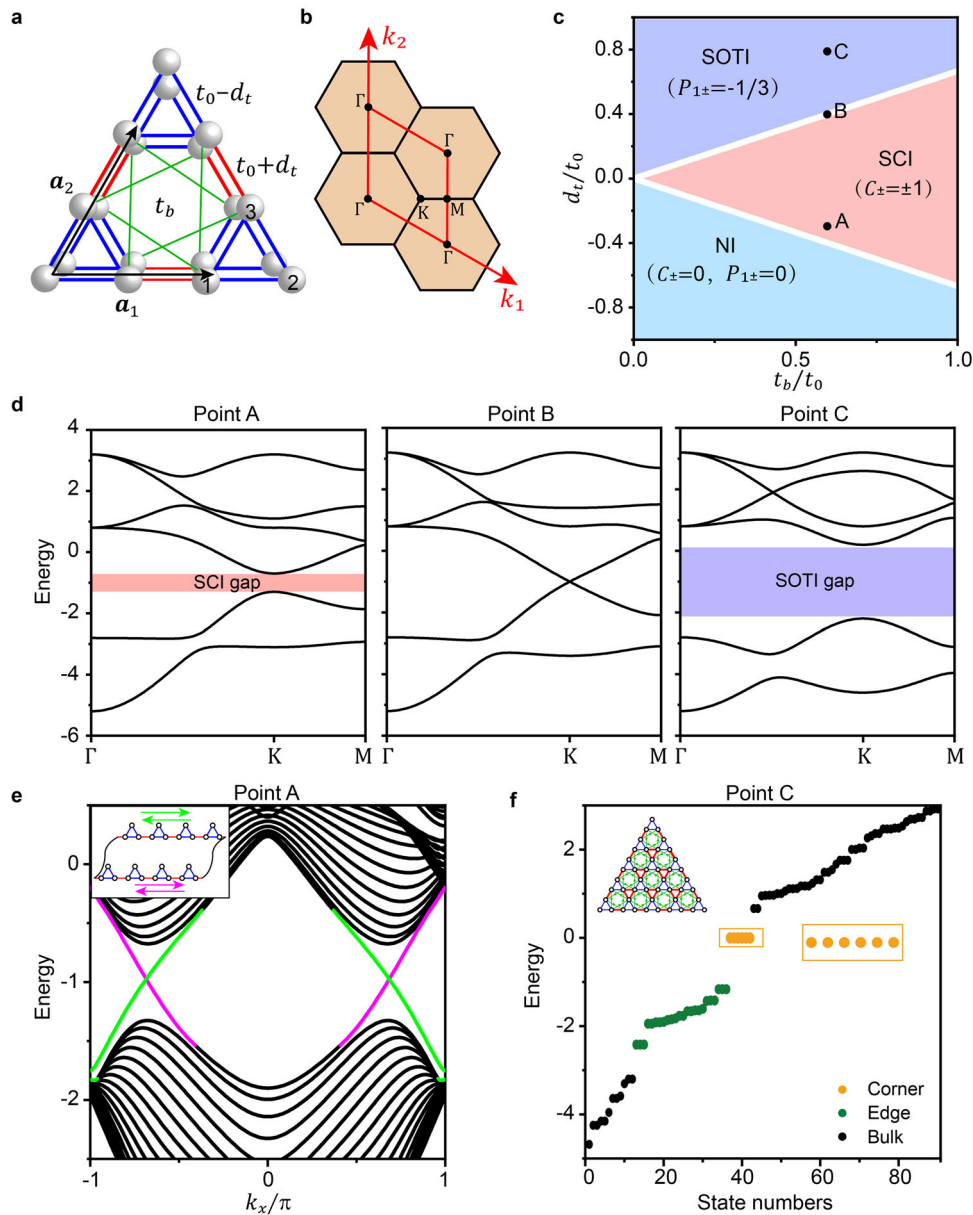 a
t₀−dₜ
t₀+dₜ
a₂
t_b
3
1
2
a₁
b
k₂
Γ
Γ
Γ
K
M
Γ
k₁
c
0.8
0.4
0.0
-0.4
-0.8
dₜ/t₀
SOTI
(P₁±=-1/3)
C
B
SCI
(C±=±1)
A
NI
(C±=0, P₁±=0)
0.0
0.5
1.0
t_b/t₀
d
Point A
Point B
Point C
4
2
0
-2
-4
-6
Energy
SCI gap
SOTI gap
Γ
K
M
Γ
K
M
Γ
K
M
e
Point A
0
-1
-2
Energy
-1
0
1
kₓ/π
f
Point C
2
0
-2
-4
Energy
Corner
Edge
Bulk
0
20
40
60
80
State numbers